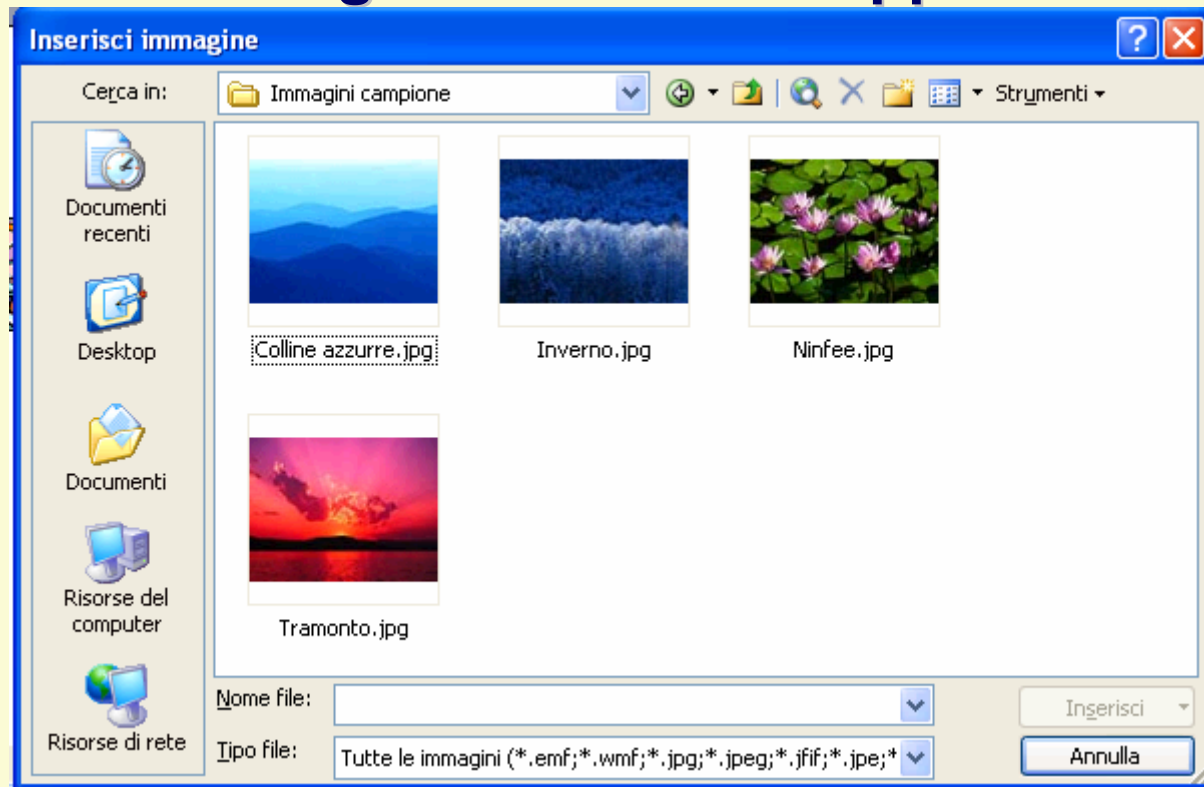 Inserisci immagine
Cerca in:
Immagini campione
Strumenti
Documenti
recenti
Desktop
Documenti
Risorse del
computer
Risorse di rete
Colline azzurre.jpg
Inverno.jpg
Ninfee.jpg
Tramonto.jpg
Nome file:
Inserisci
Tipo file:
Tutte le immagini (*.emf;*.wmf;*.jpg;*.jpeg;*.jfif;*.jpe;*
Annulla